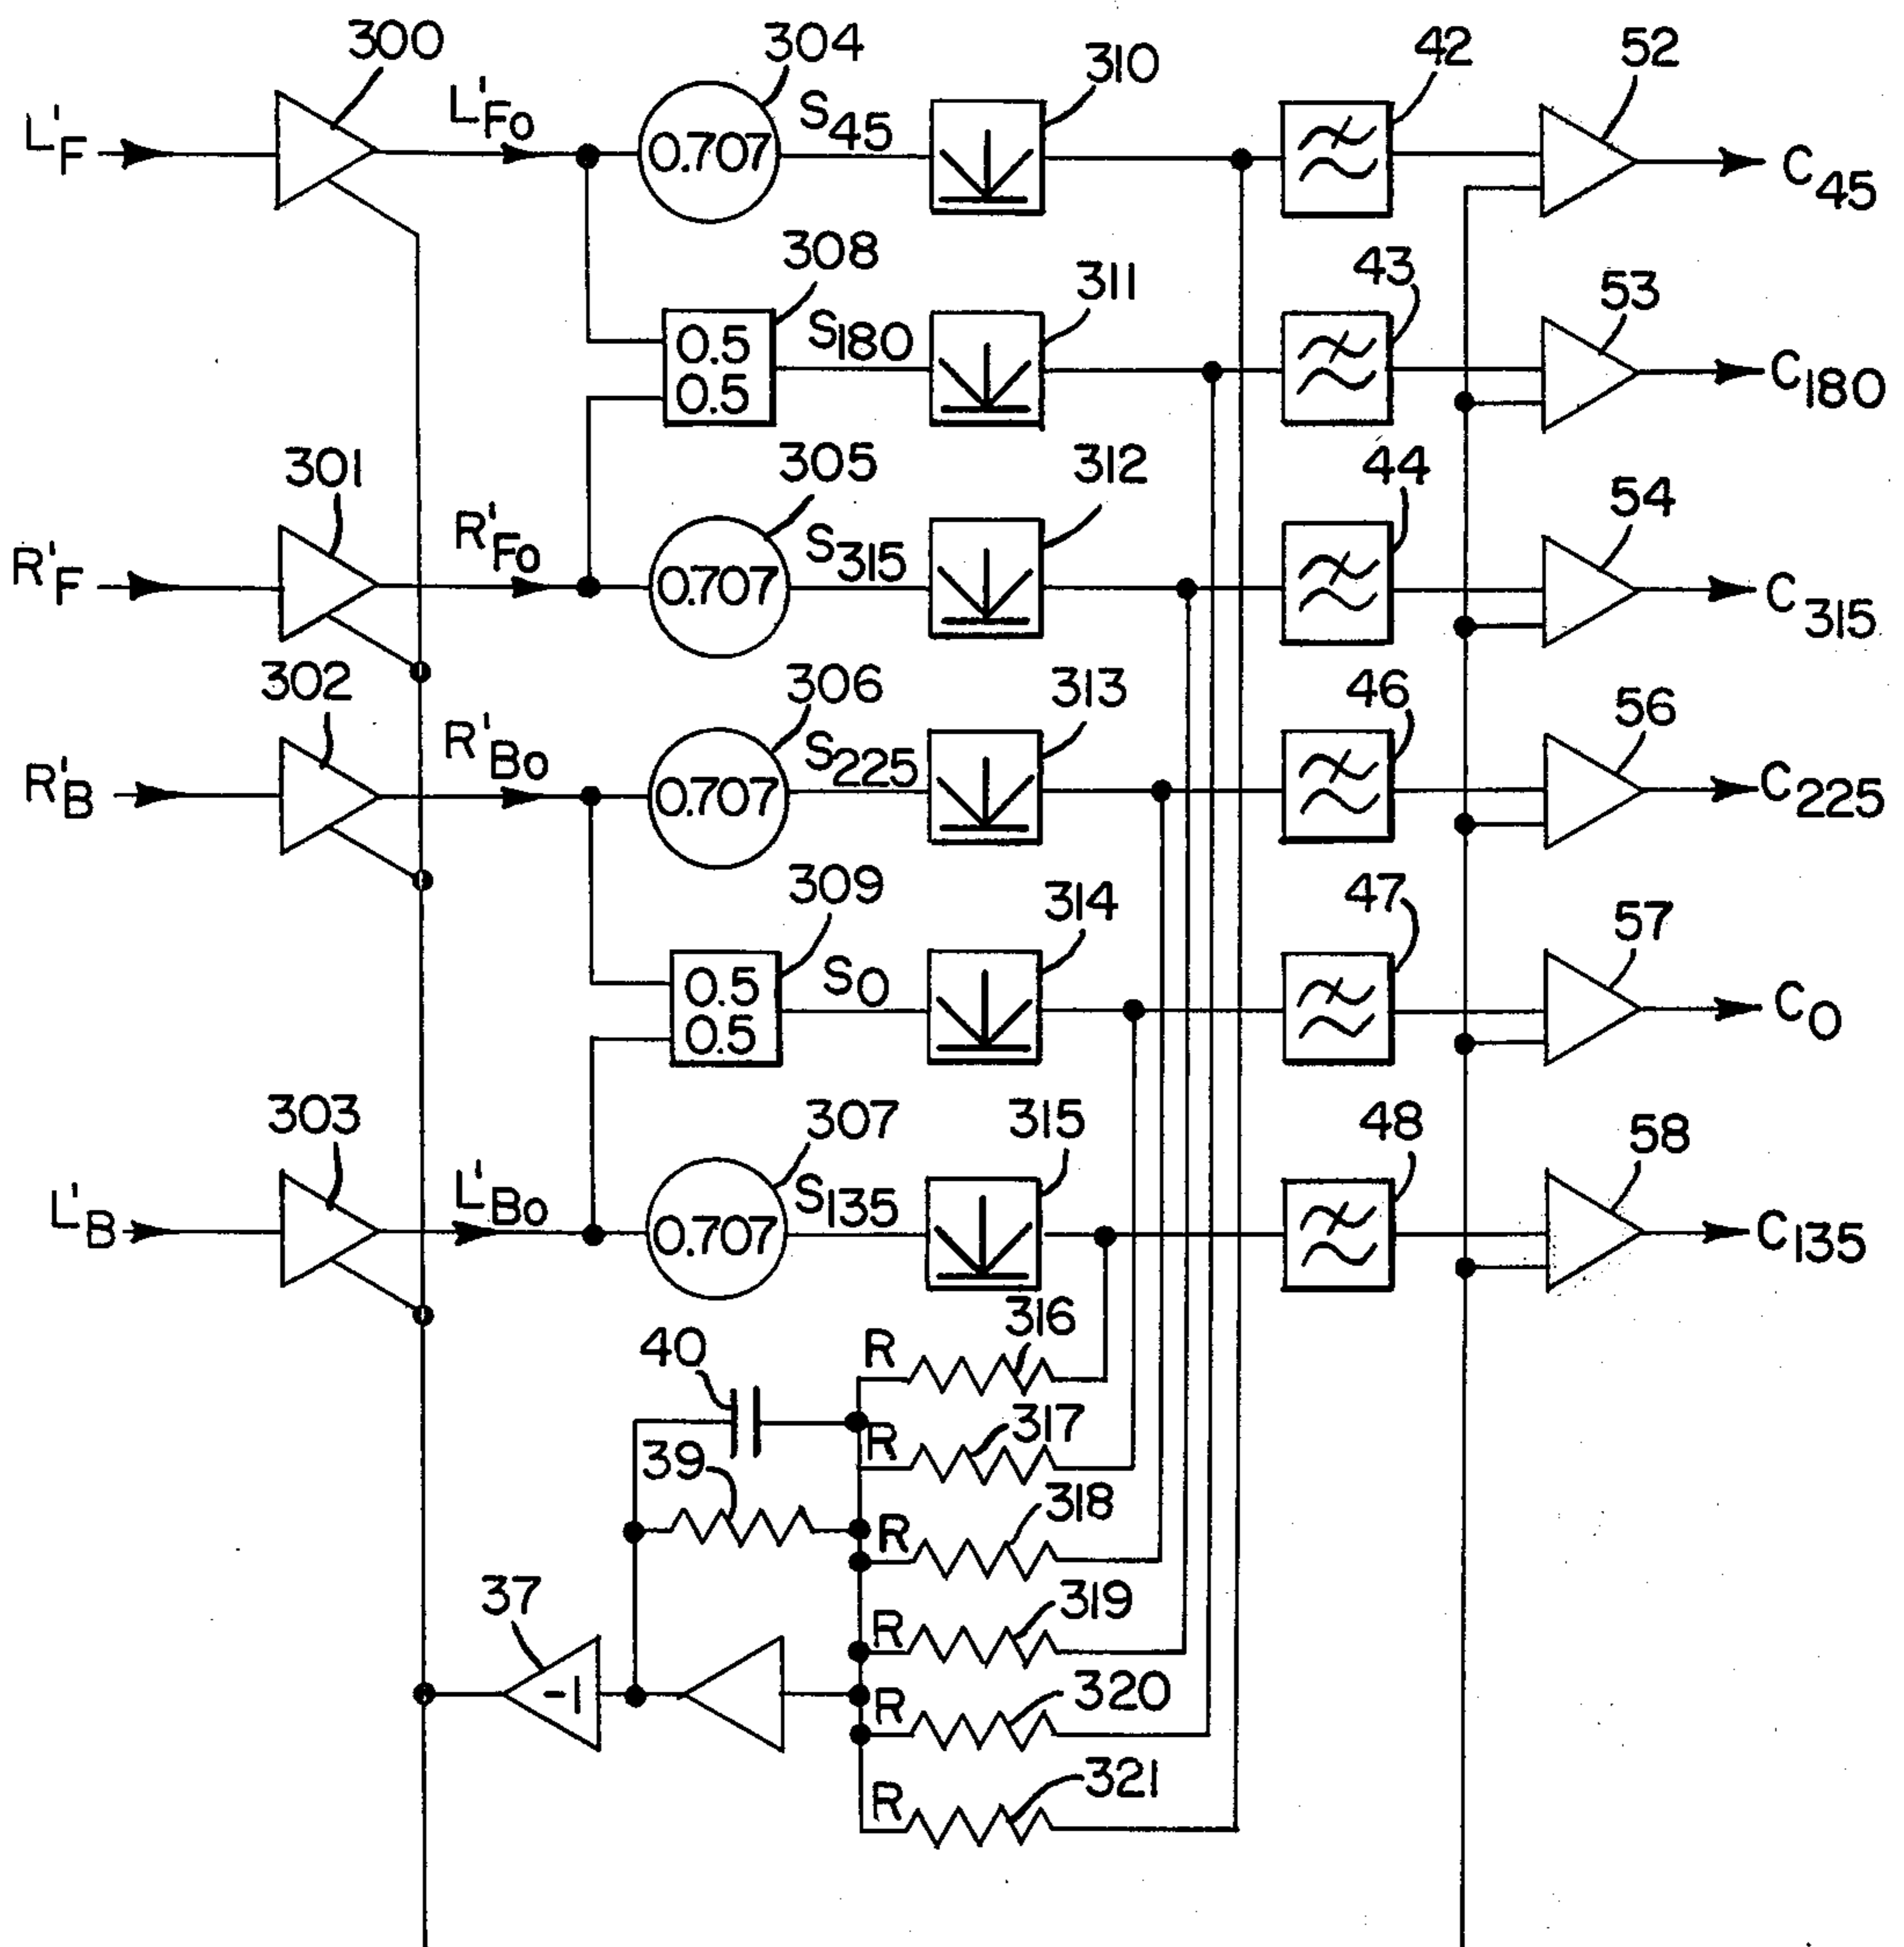 300 304 310 42 52
L'F L'Fo 0.707 S45 C45
308 311 43 53
0.5 S180 C180
0.5
301 305 312 44 54
R'F R'Fo 0.707 S315 C315
302 306 313 46 56
R'B R'Bo 0.707 S225 C225
309 314 47 57
0.5 S0 C0
0.5
303 307 315 48 58
L'B L'Bo 0.707 S135 C135
40 R 316
39 R 317
R 318
37 R 319
-1 R 320
R 321